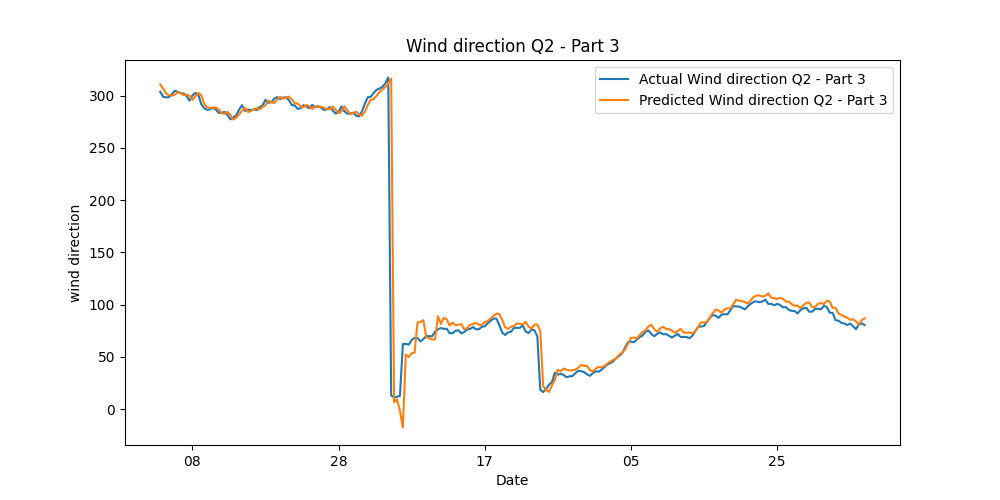 Wind direction Q2 - Part 3
Actual Wind direction Q2 - Part 3
Predicted Wind direction Q2 - Part 3
wind direction
300
250
200
150
100
50
0
08 28 17 05 25
Date